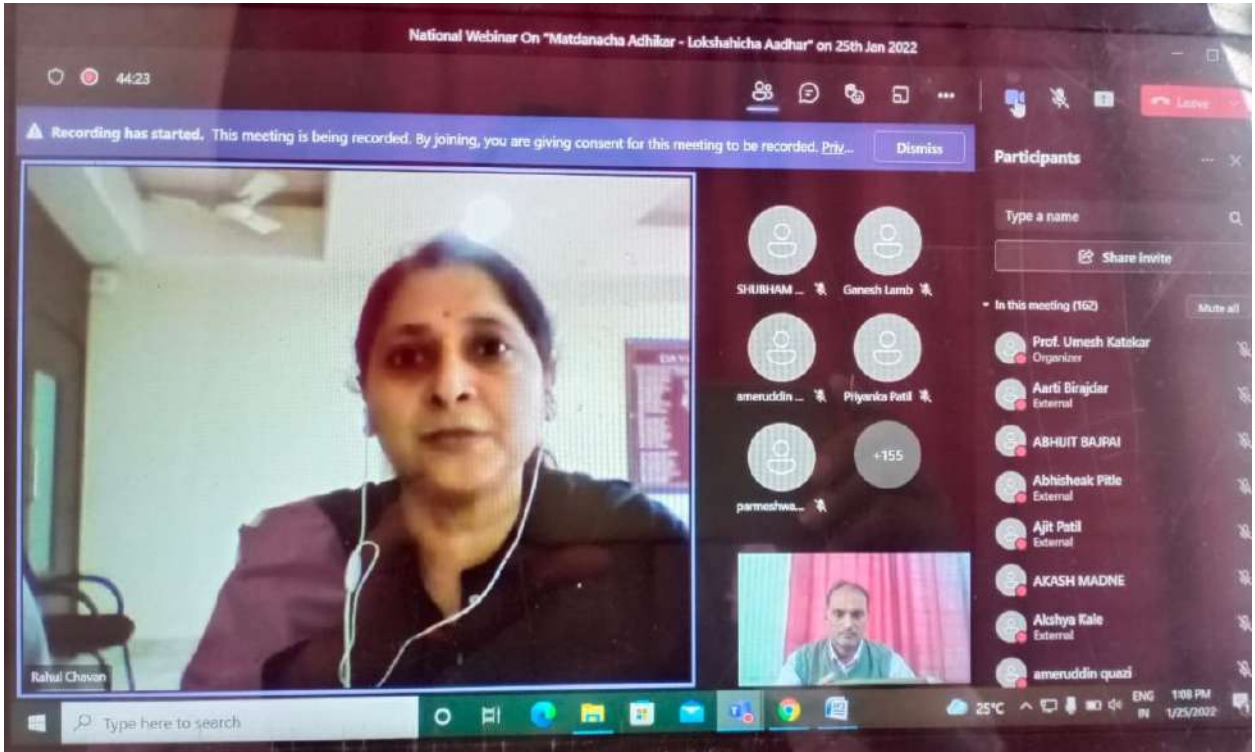 National Webinar On "Matdanacha Adhikar - Lokshahicha Aadhar" on 25th Jan 2022
44:23
Leave
Recording has started. This meeting is being recorded. By joining, you are giving consent for this meeting to be recorded. Priv...
Dismiss
Participants
Type a name
Share invite
In this meeting (162)
Mute all
SHUBHAM ...
Ganesh Lamb
ameruddin ...
Priyanka Patil
parmeshwa...
+155
Prof. Umesh Katekar
Organizer
Aarti Birajdar
External
ABHIJIT BAJPAI
Abhisheak Pitle
External
Ajit Patil
External
AKASH MADNE
Akshya Kale
External
ameruddin quazi
Rahul Chavan
Type here to search
25°C
ENG
IN
1:08 PM
1/25/2022